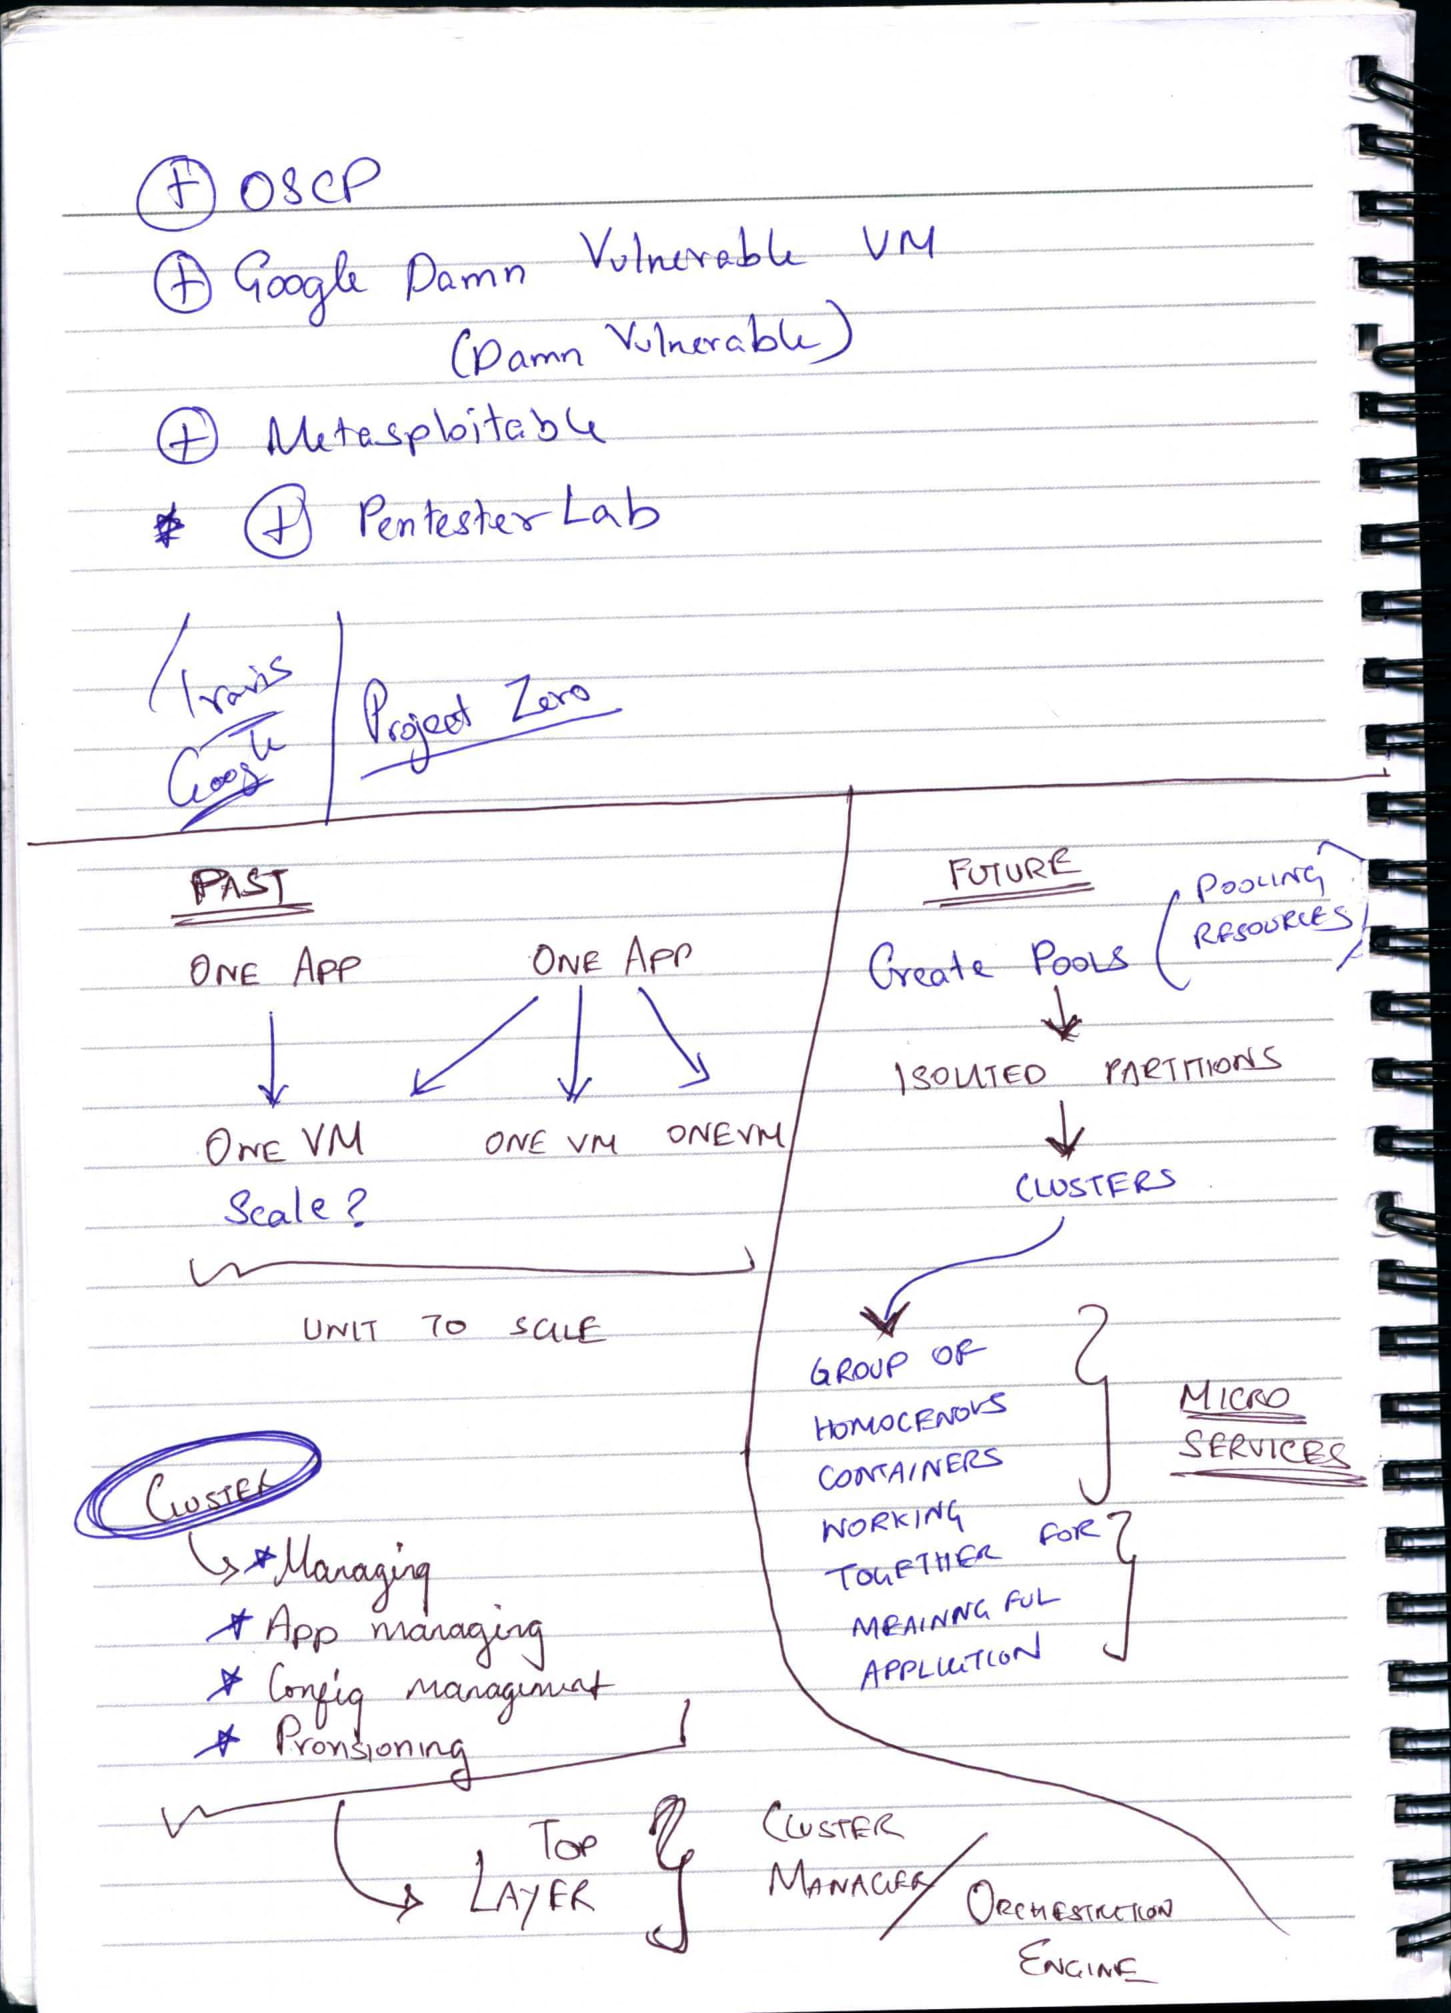 + OSCP
+ Google Damn Vulnerable VM
(Damn Vulnerable)
+ Metasploitable
* + Pentester Lab
Travis
Google
Project Zero
PAST
ONE APP
ONE APP
ONE VM
ONE VM
ONE VM
Scale?
UNIT TO SCALE
FUTURE
Create POOLS
(POOLING
RESOURCES)
ISOLATED PARTITIONS
CLUSTERS
GROUP OF
HOMOGENOUS
CONTAINERS
WORKING
TOGETHER FOR
MEAINNG FUL
APPLICATION
MICRO
SERVICES
CLUSTER
* Managing
* App managing
* Config management
* Provisioning
TOP
LAYER
CLUSTER
MANAGER/
ORCHESTRATION
ENGINE